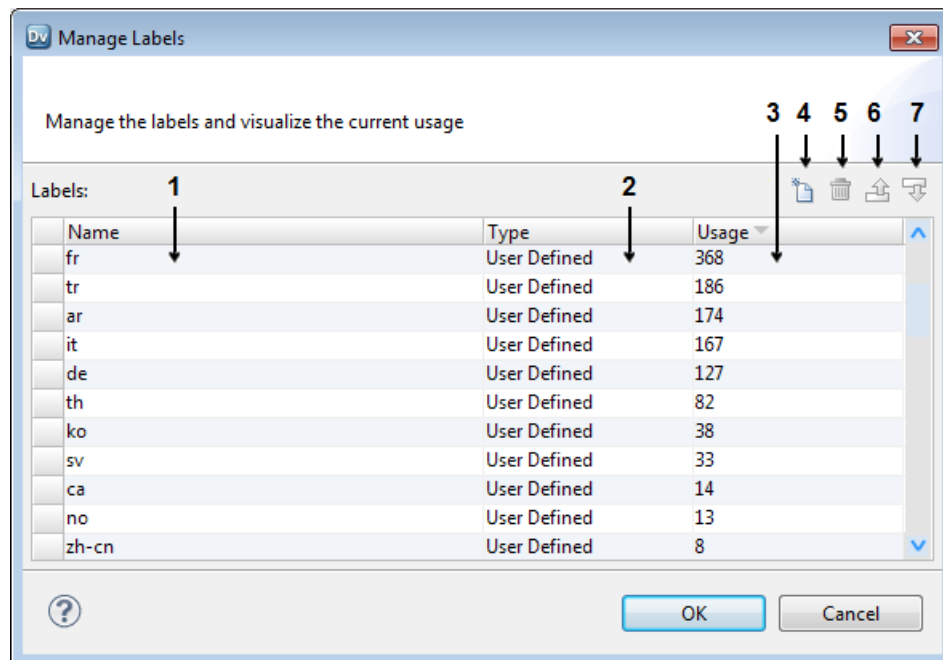 Dv Manage Labels
Manage the labels and visualize the current usage
3 4 5 6 7
Labels:
1 2
Name Type Usage
fr User Defined 368
tr User Defined 186
ar User Defined 174
it User Defined 167
de User Defined 127
th User Defined 82
ko User Defined 38
sv User Defined 33
ca User Defined 14
no User Defined 13
zh-cn User Defined 8
? OK Cancel